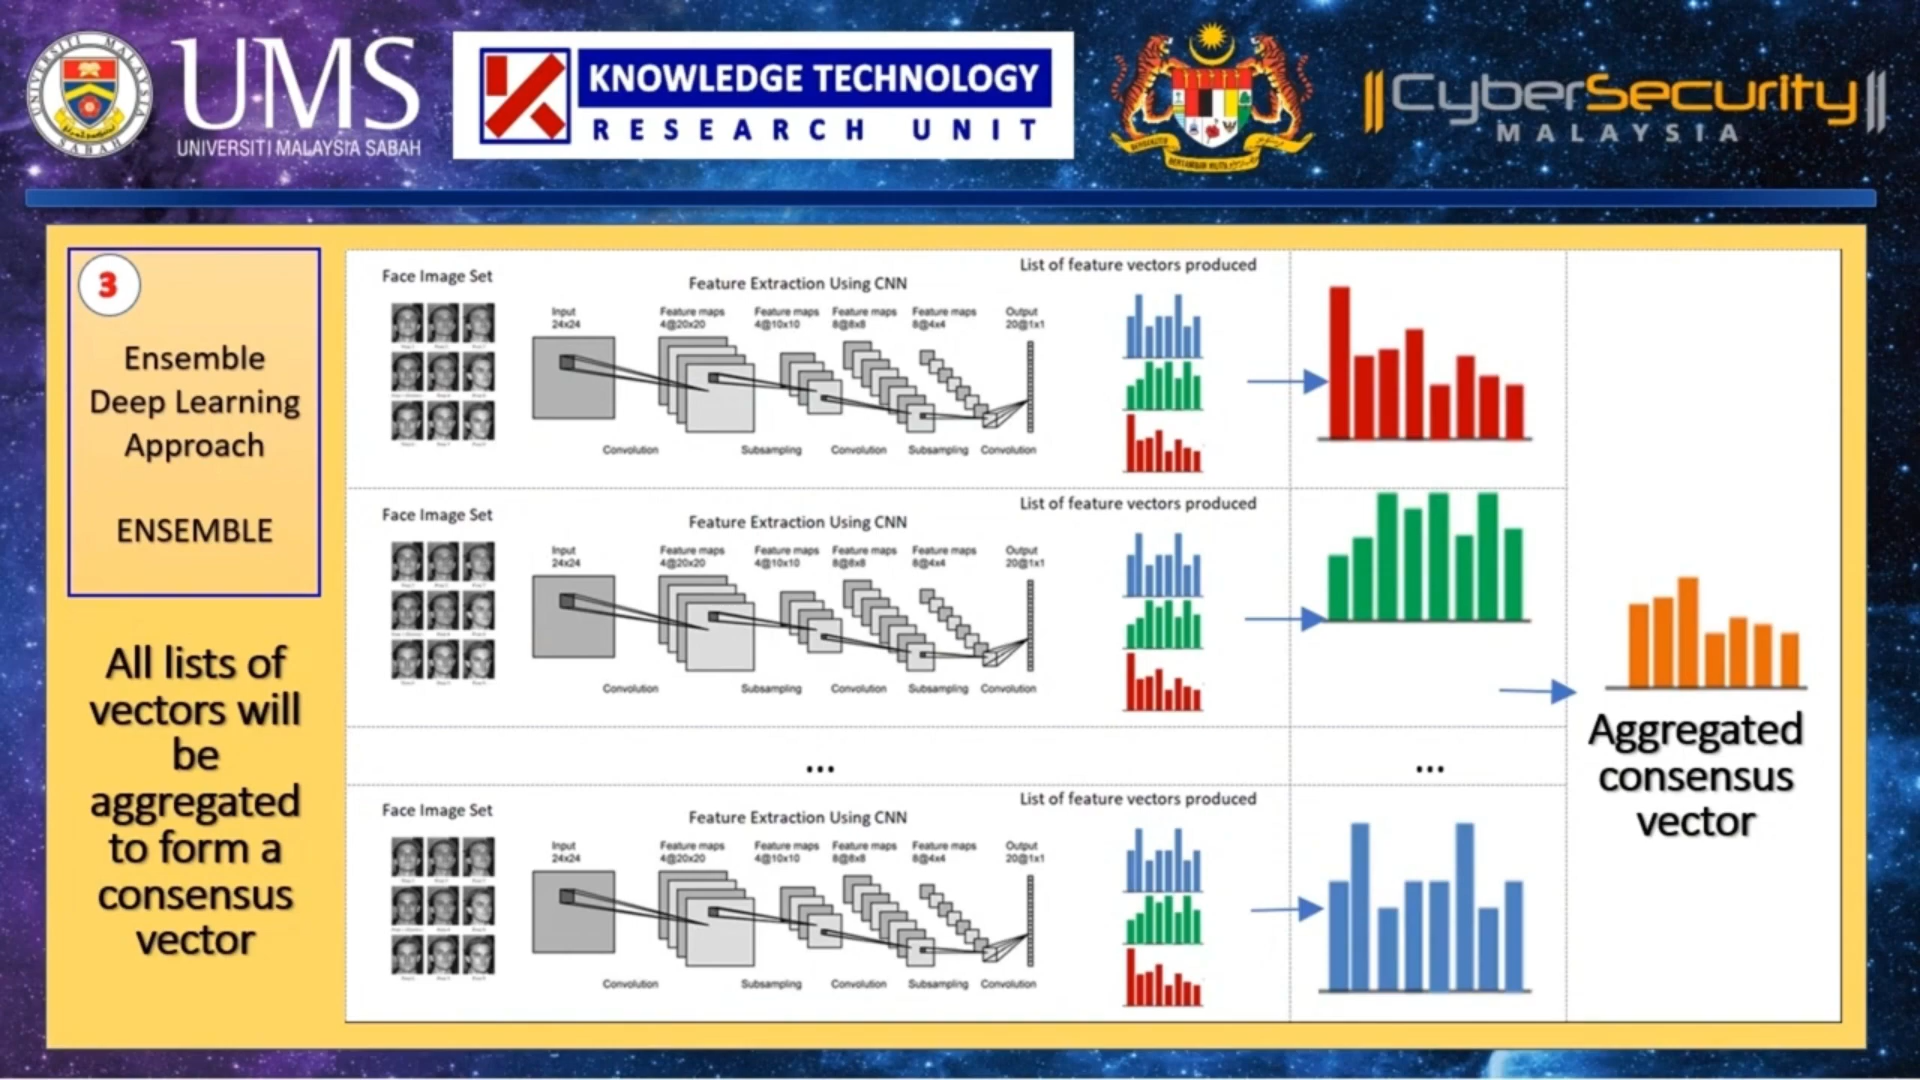 UMS
UNIVERSITI MALAYSIA SABAH
KNOWLEDGE TECHNOLOGY
RESEARCH UNIT
CyberSecurity
MALAYSIA
3
Ensemble
Deep Learning
Approach
ENSEMBLE
All lists of
vectors will
be
aggregated
to form a
consensus
vector
Face Image Set
Feature Extraction Using CNN
List of feature vectors produced
Input
24x24
Feature maps
4@20x20
Feature maps
4@10x10
Feature maps
8@8x8
Feature maps
8@4x4
Output
20@1x1
Convolution
Subsampling
Convolution
Subsampling
Convolution
Face Image Set
Feature Extraction Using CNN
List of feature vectors produced
Input
24x24
Feature maps
4@20x20
Feature maps
4@10x10
Feature maps
8@8x8
Feature maps
8@4x4
Output
20@1x1
Convolution
Subsampling
Convolution
Subsampling
Convolution
...
...
Face Image Set
Feature Extraction Using CNN
List of feature vectors produced
Input
24x24
Feature maps
4@20x20
Feature maps
4@10x10
Feature maps
8@8x8
Feature maps
8@4x4
Output
20@1x1
Convolution
Subsampling
Convolution
Subsampling
Convolution
Aggregated
consensus
vector